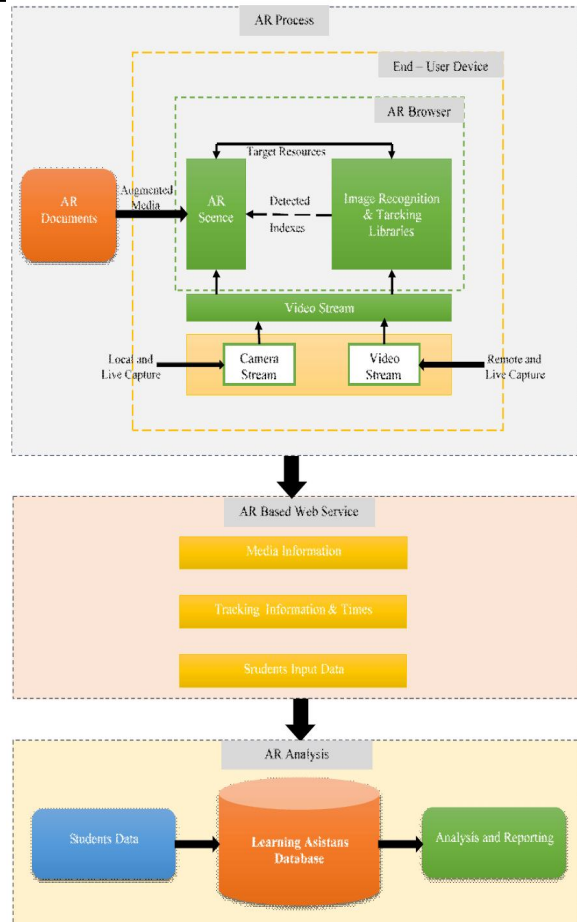 AR Process
End – User Device
AR Browser
Target Resources
AR
Documents
Augmented
Media
AR
Scence
Detected
Indexes
Image Recognition
& Tarcking
Libraries
Video Stream
Local and
Live Capture
Camera
Stream
Video
Stream
Remote and
Live Capture
AR Based Web Service
Media Information
Tracking Information & Times
Srudents Input Data
AR Analysis
Students Data
Learning Asistans
Database
Analysis and Reporting